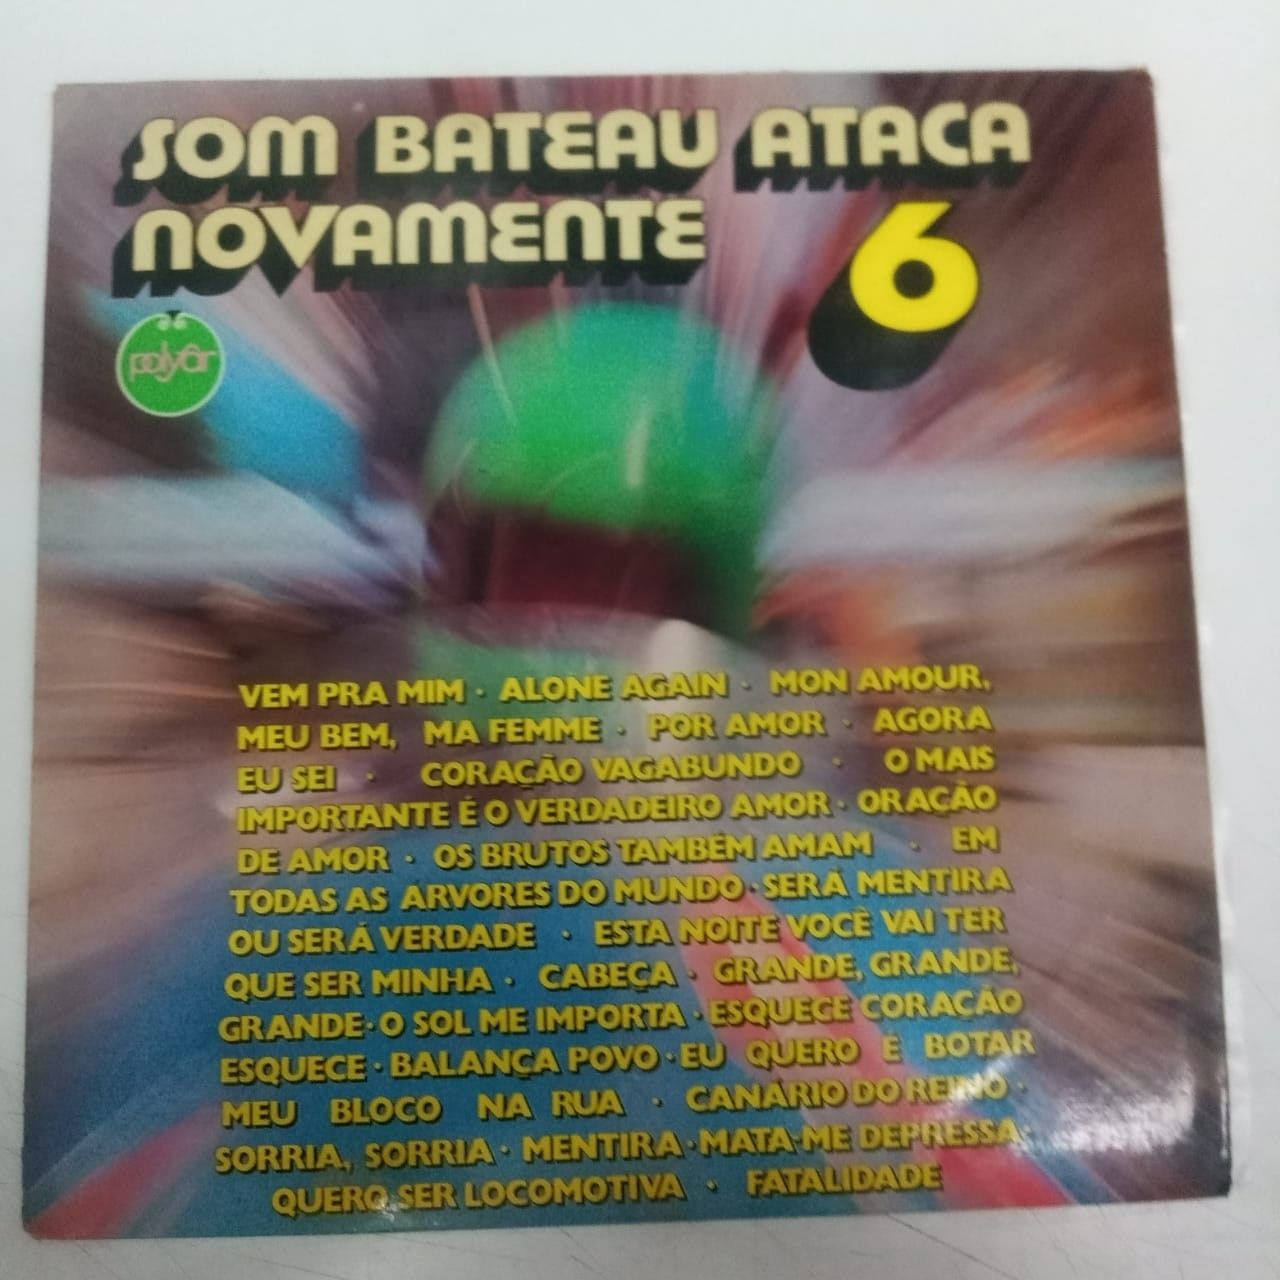 SOM BATEAU ATACA
NOVAMENTE 6
polyâr
VEM PRA MIM · ALONE AGAIN · MON AMOUR,
MEU BEM, MA FEMME · POR AMOR · AGORA
EU SEI · CORAÇÃO VAGABUNDO · O MAIS
IMPORTANTE É O VERDADEIRO AMOR · ORAÇÃO
DE AMOR · OS BRUTOS TAMBÉM AMAM · EM
TODAS AS ARVORES DO MUNDO · SERÁ MENTIRA
OU SERÁ VERDADE · ESTA NOITE VOCÊ VAI TER
QUE SER MINHA · CABEÇA · GRANDE, GRANDE,
GRANDE · O SOL ME IMPORTA · ESQUECE CORAÇÃO
ESQUECE · BALANÇA POVO · EU QUERO É BOTAR
MEU BLOCO NA RUA · CANÁRIO DO REINO ·
SORRIA, SORRIA · MENTIRA · MATA-ME DEPRESSA ·
QUERO SER LOCOMOTIVA · FATALIDADE